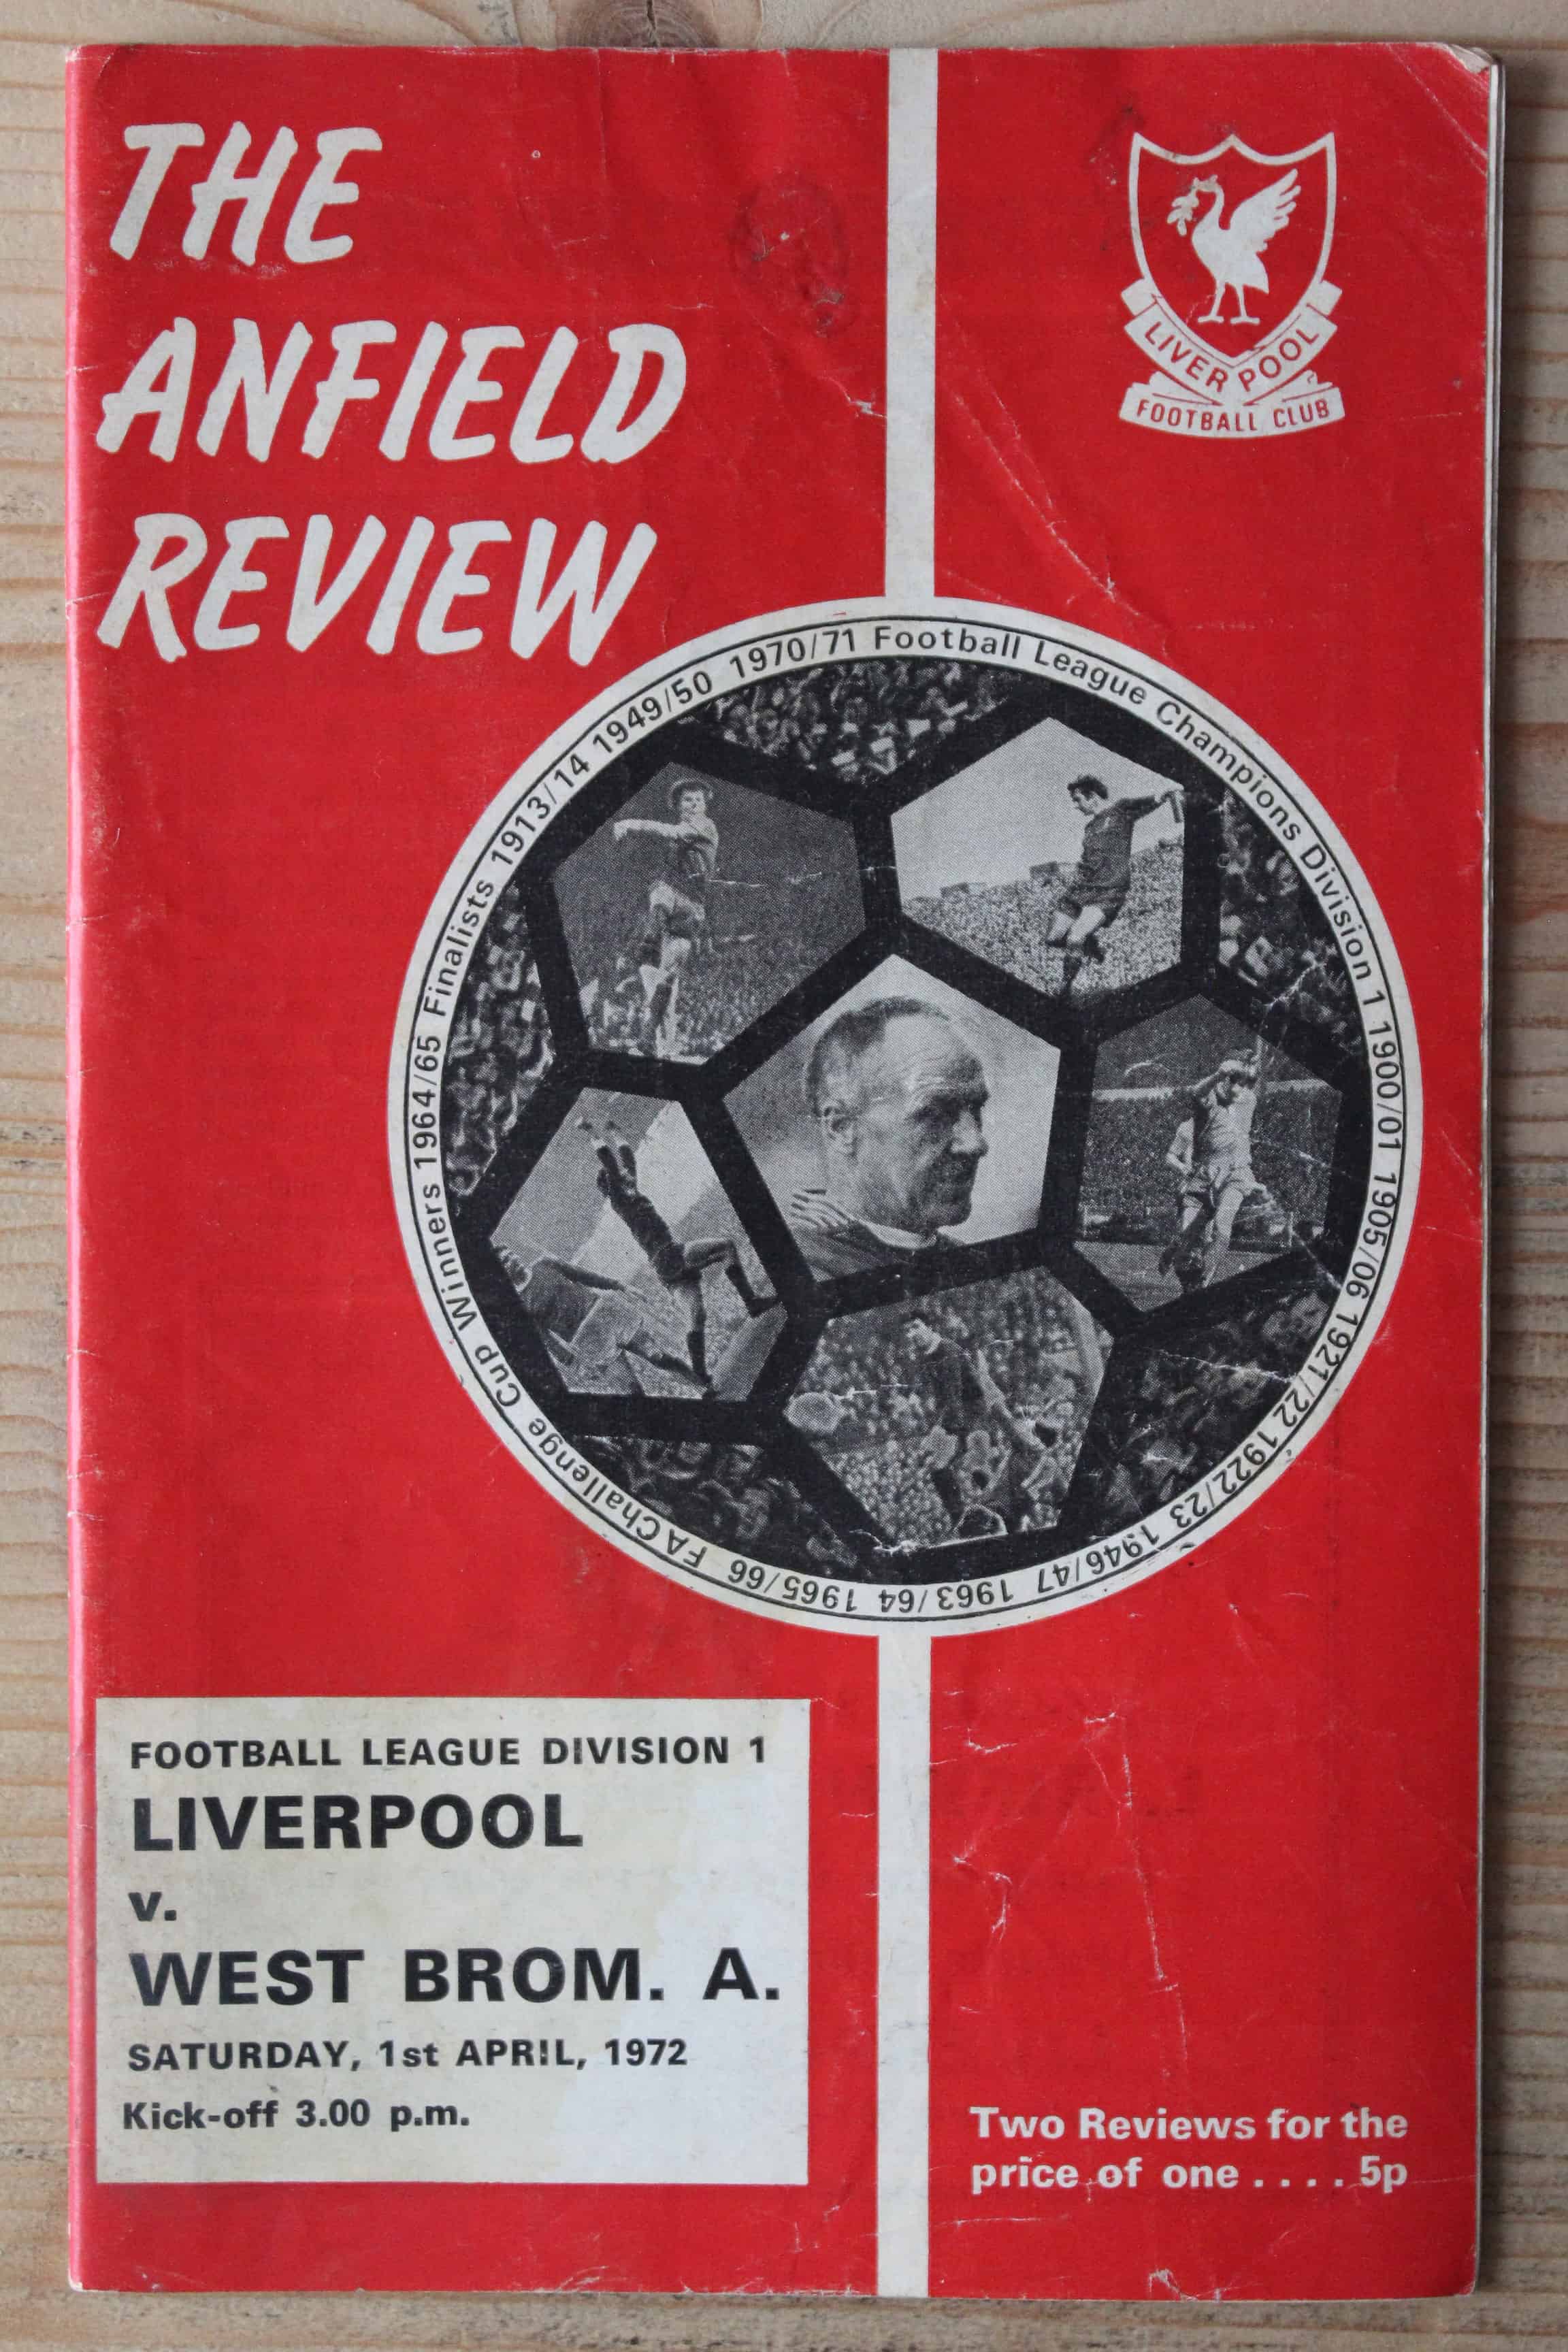 THE
ANFIELD
REVIEW
LIVERPOOL
FOOTBALL CLUB
Football League Champions Division 1 1900/01 1905/06 1921/22 1922/23 1946/47 1963/64 1965/66 FA Challenge Cup Winners 1964/65 Finalists 1913/14 1949/50 1970/71
FOOTBALL LEAGUE DIVISION 1
LIVERPOOL
v.
WEST BROM. A.
SATURDAY, 1st APRIL, 1972
Kick-off 3.00 p.m.
Two Reviews for the
price of one . . . . 5p